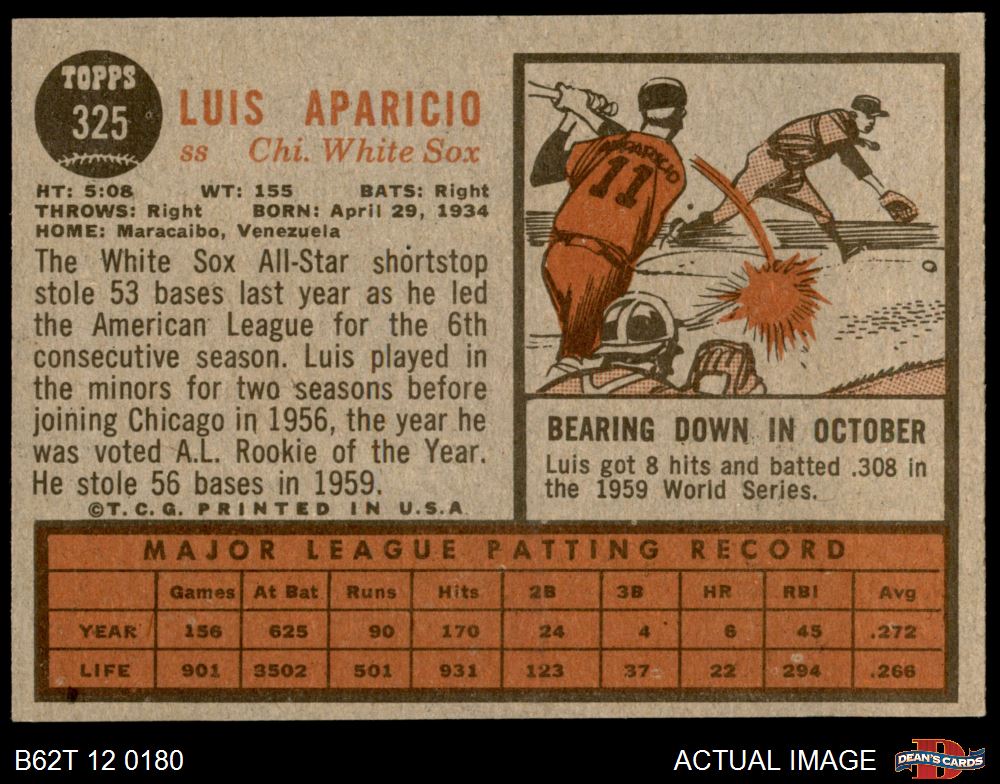 TOPPS
325
LUIS APARICIO
ss Chi. White Sox
HT: 5:08 WT: 155 BATS: Right
THROWS: Right BORN: April 29, 1934
HOME: Maracaibo, Venezuela
The White Sox All-Star shortstop
stole 53 bases last year as he led
the American League for the 6th
consecutive season. Luis played in
the minors for two seasons before
joining Chicago in 1956, the year he
was voted A.L. Rookie of the Year.
He stole 56 bases in 1959.
©T.C.G. PRINTED IN U.S.A.
APARICIO
11
BEARING DOWN IN OCTOBER
Luis got 8 hits and batted .308 in
the 1959 World Series.
MAJOR LEAGUE PATTING RECORD
Games At Bat Runs Hits 2B 3B HR RBI Avg
YEAR 156 625 90 170 24 4 6 45 .272
LIFE 901 3502 501 931 123 37 22 294 .266
B62T 12 0180
ACTUAL IMAGE
D
DEAN'S CARDS